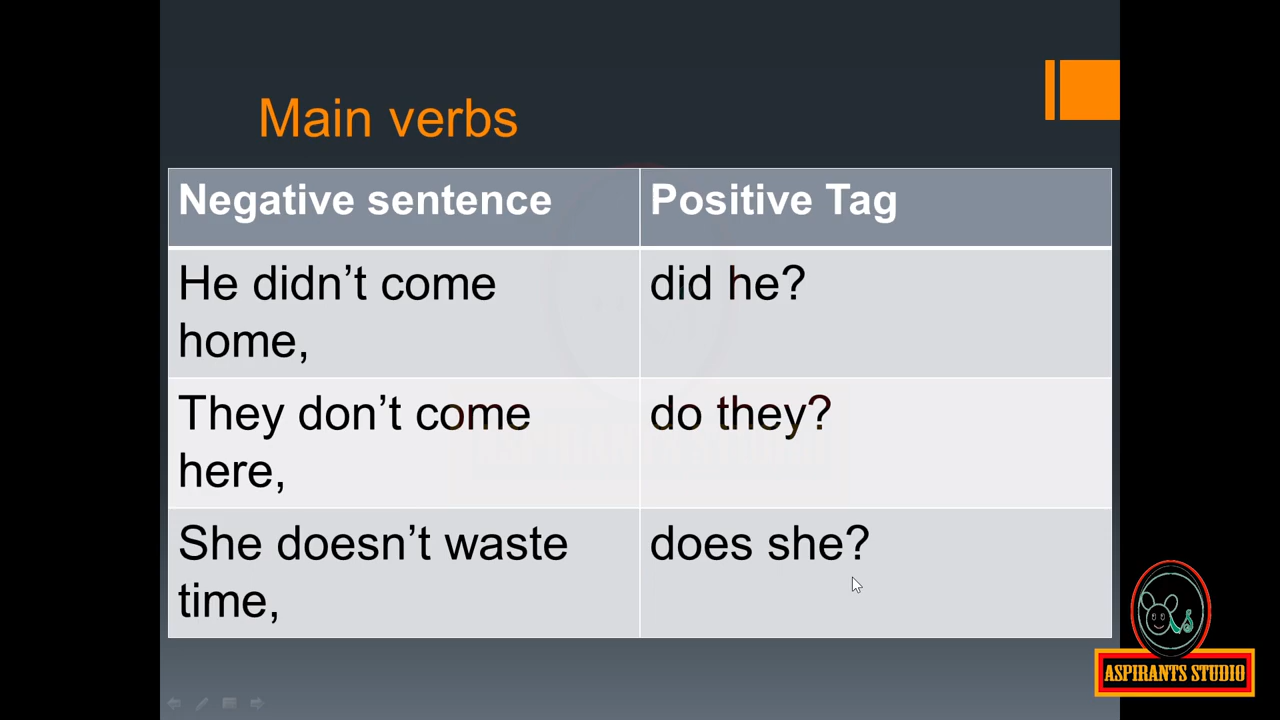 Main verbs
Negative sentence
Positive Tag
He didn’t come
home,
did he?
They don’t come
here,
do they?
She doesn’t waste
time,
does she?
ASPIRANTS STUDIO